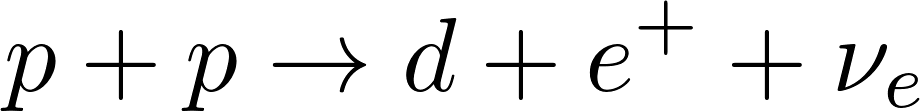 p + p → d + e⁺ + νₑ